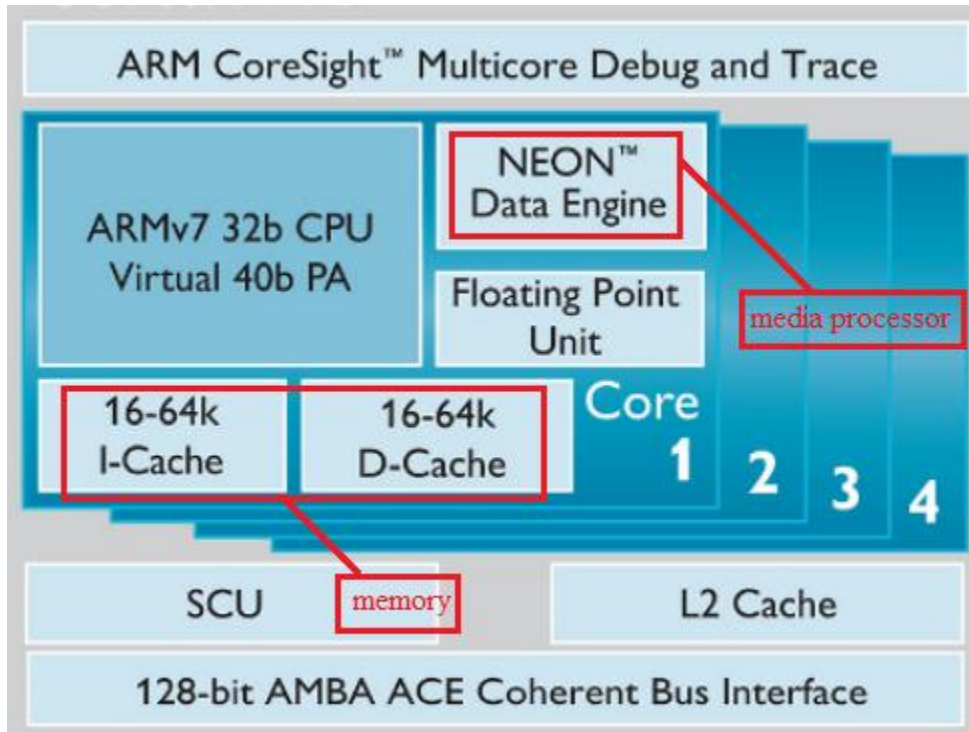 ARM CoreSight™ Multicore Debug and Trace
ARMv7 32b CPU
Virtual 40b PA
NEON™
Data Engine
Floating Point
Unit
media processor
16-64k
I-Cache
16-64k
D-Cache
Core
1
2
3
4
SCU
memory
L2 Cache
128-bit AMBA ACE Coherent Bus Interface